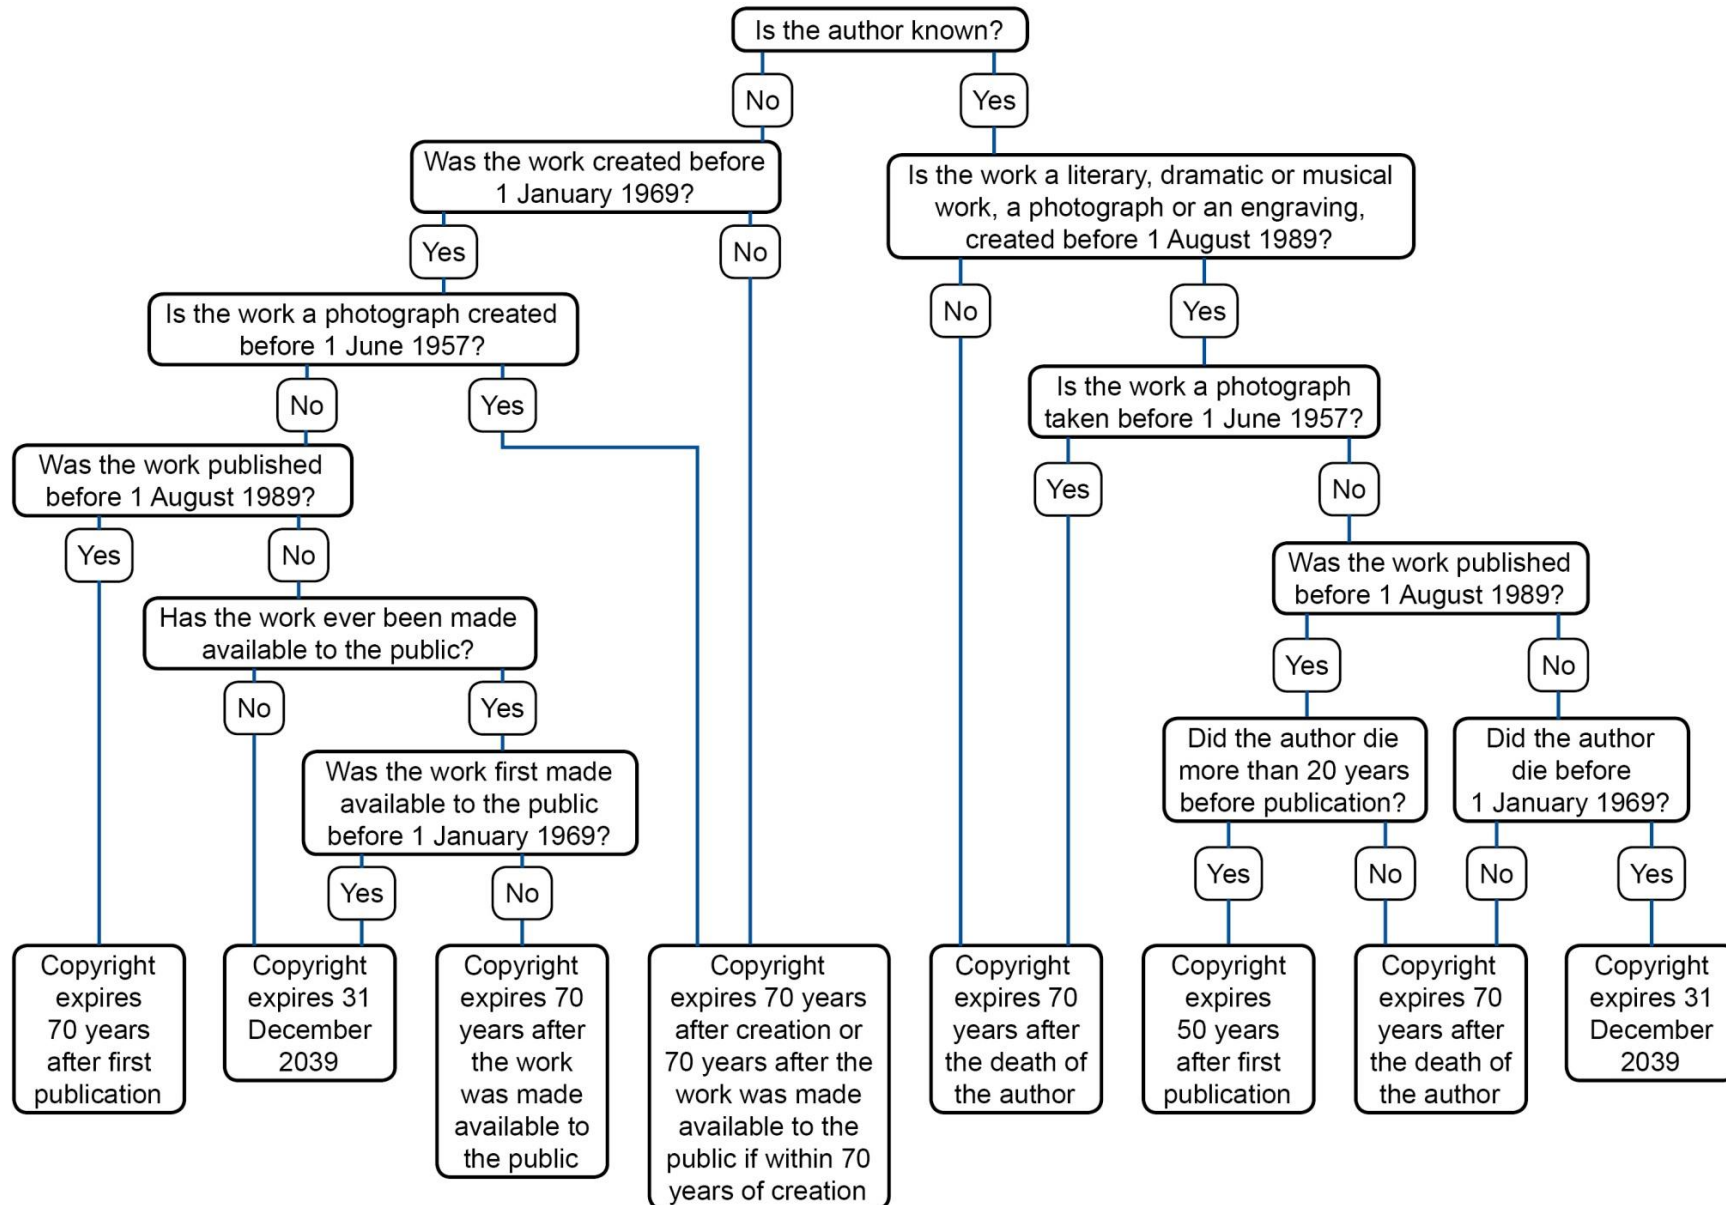 Is the author known?
No
Yes
Was the work created before
1 January 1969?
Is the work a literary, dramatic or musical
work, a photograph or an engraving,
created before 1 August 1989?
Yes
No
No
Yes
Is the work a photograph created
before 1 June 1957?
Is the work a photograph
taken before 1 June 1957?
No
Yes
Yes
No
Was the work published
before 1 August 1989?
Was the work published
before 1 August 1989?
Yes
No
Yes
No
Has the work ever been made
available to the public?
No
Yes
Did the author die
more than 20 years
before publication?
Did the author
die before
1 January 1969?
Was the work first made
available to the public
before 1 January 1969?
Yes
No
Yes
No
No
Yes
Copyright
expires
70 years
after first
publication
Copyright
expires 31
December
2039
Copyright
expires 70
years after
the work
was made
available to
the public
Copyright
expires 70 years
after creation or
70 years after the
work was made
available to the
public if within 70
years of creation
Copyright
expires 70
years after
the death of
the author
Copyright
expires
50 years
after first
publication
Copyright
expires 70
years after
the death of
the author
Copyright
expires 31
December
2039